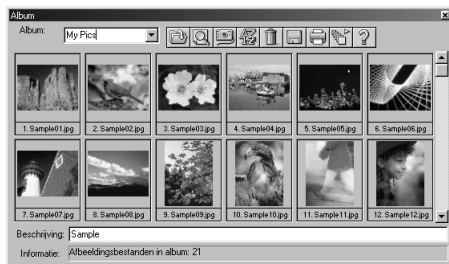 Album
Album: My Pics
1. Sample01.jpg 2. Sample02.jpg 3. Sample03.jpg 4. Sample04.jpg 5. Sample05.jpg 6. Sample06.jpg
7. Sample07.jpg 8. Sample08.jpg 9. Sample09.jpg 10. Sample10.jpg 11. Sample11.jpg 12. Sample12.jpg
Beschrijving: Sample
Informatie: Afbeeldingsbestanden in album: 21